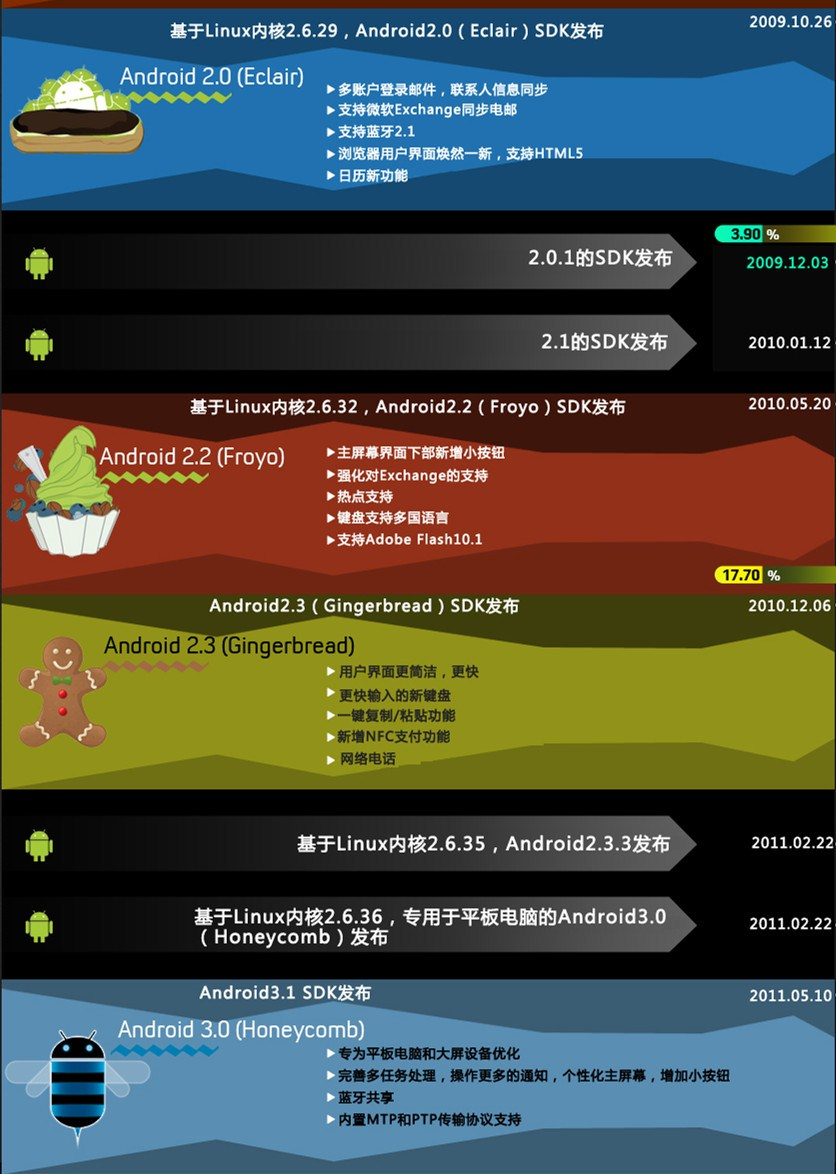 基于Linux内核2.6.29，Android2.0（Eclair）SDK发布
2009.10.26
Android 2.0 (Eclair)
多账户登录邮件，联系人信息同步
支持微软Exchange同步电邮
支持蓝牙2.1
浏览器用户界面焕然一新，支持HTML5
日历新功能
3.90 %
2.0.1的SDK发布
2009.12.03
2.1的SDK发布
2010.01.12
基于Linux内核2.6.32，Android2.2（Froyo）SDK发布
2010.05.20
Android 2.2 (Froyo)
主屏幕界面下部新增小按钮
强化对Exchange的支持
热点支持
键盘支持多国语言
支持Adobe Flash10.1
17.70 %
Android2.3（Gingerbread）SDK发布
2010.12.06
Android 2.3 (Gingerbread)
用户界面更简洁，更快
更快输入的新键盘
一键复制/粘贴功能
新增NFC支付功能
网络电话
基于Linux内核2.6.35，Android2.3.3发布
2011.02.22
基于Linux内核2.6.36，专用于平板电脑的Android3.0
（Honeycomb）发布
2011.02.22
Android3.1 SDK发布
2011.05.10
Android 3.0 (Honeycomb)
专为平板电脑和大屏设备优化
完善多任务处理，操作更多的通知，个性化主屏幕，增加小按钮
蓝牙共享
内置MTP和PTP传输协议支持